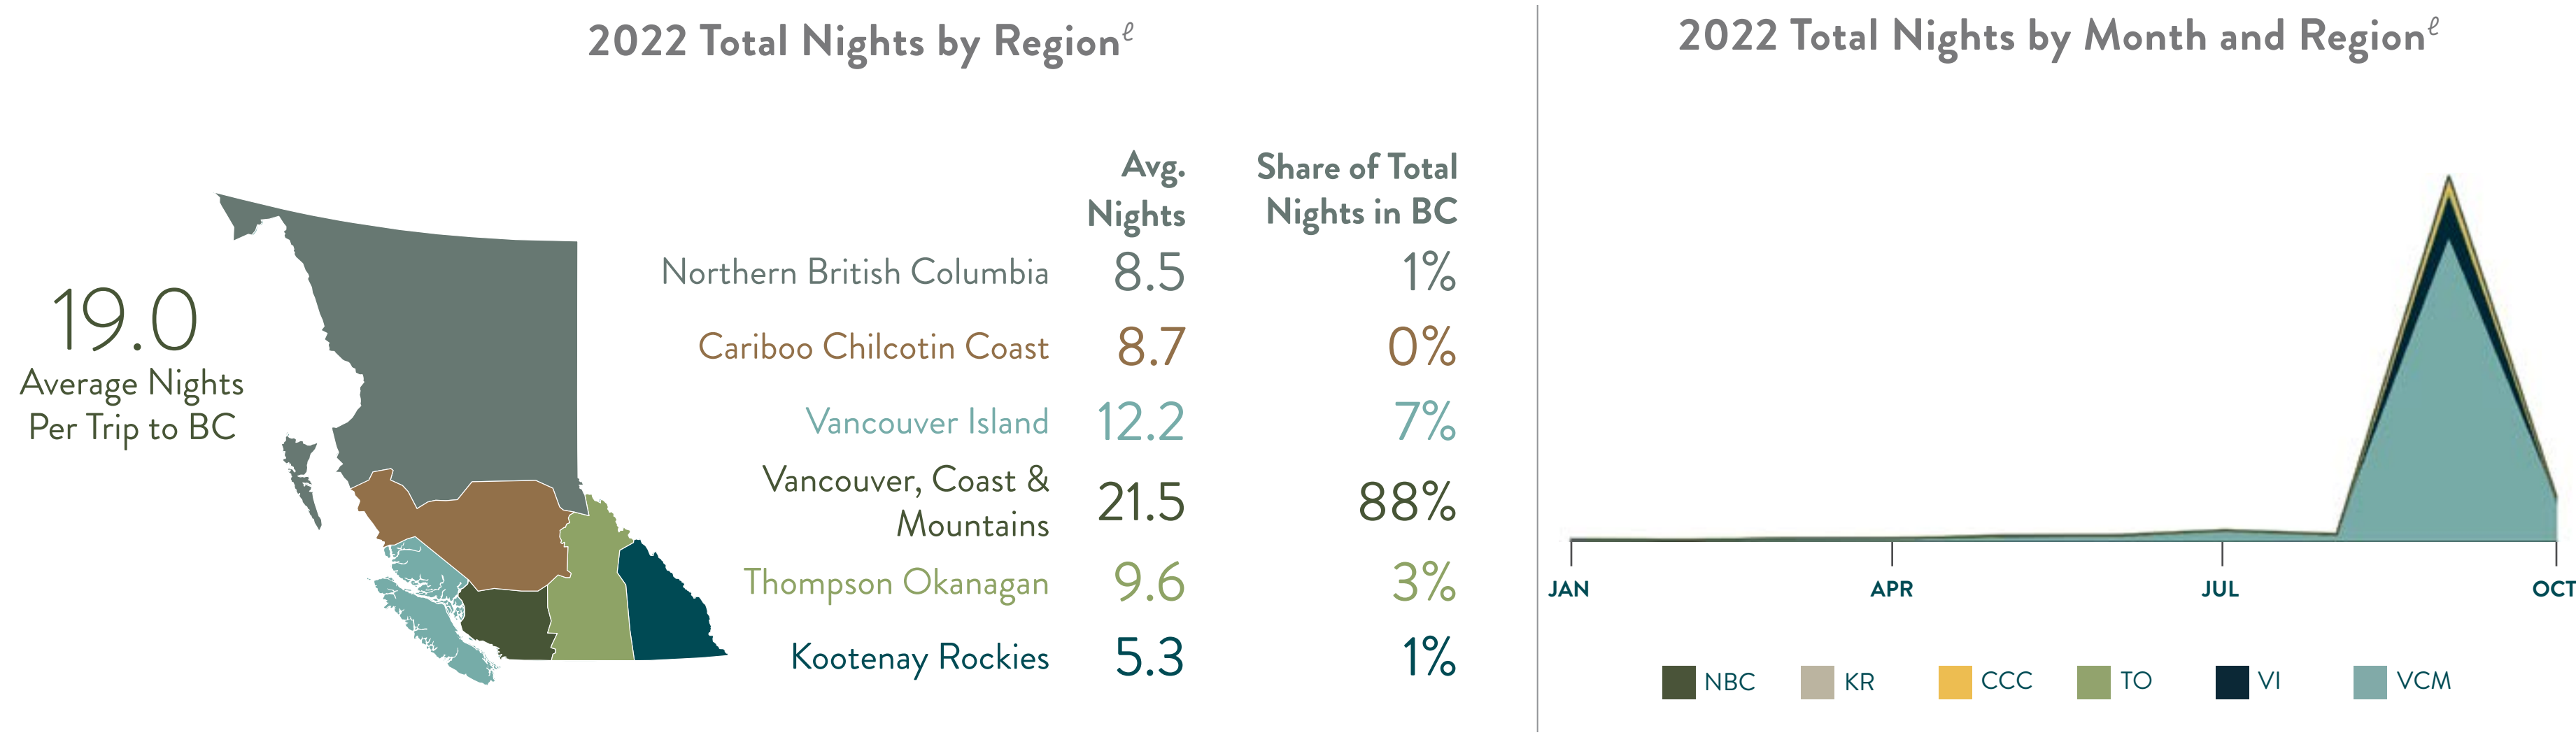 2022 Total Nights by Regionℓ
19.0
Average Nights
Per Trip to BC
Avg.
Nights
Share of Total
Nights in BC
Northern British Columbia 8.5 1%
Cariboo Chilcotin Coast 8.7 0%
Vancouver Island 12.2 7%
Vancouver, Coast &
Mountains 21.5 88%
Thompson Okanagan 9.6 3%
Kootenay Rockies 5.3 1%
2022 Total Nights by Month and Regionℓ
JAN APR JUL OCT
NBC KR CCC TO VI VCM